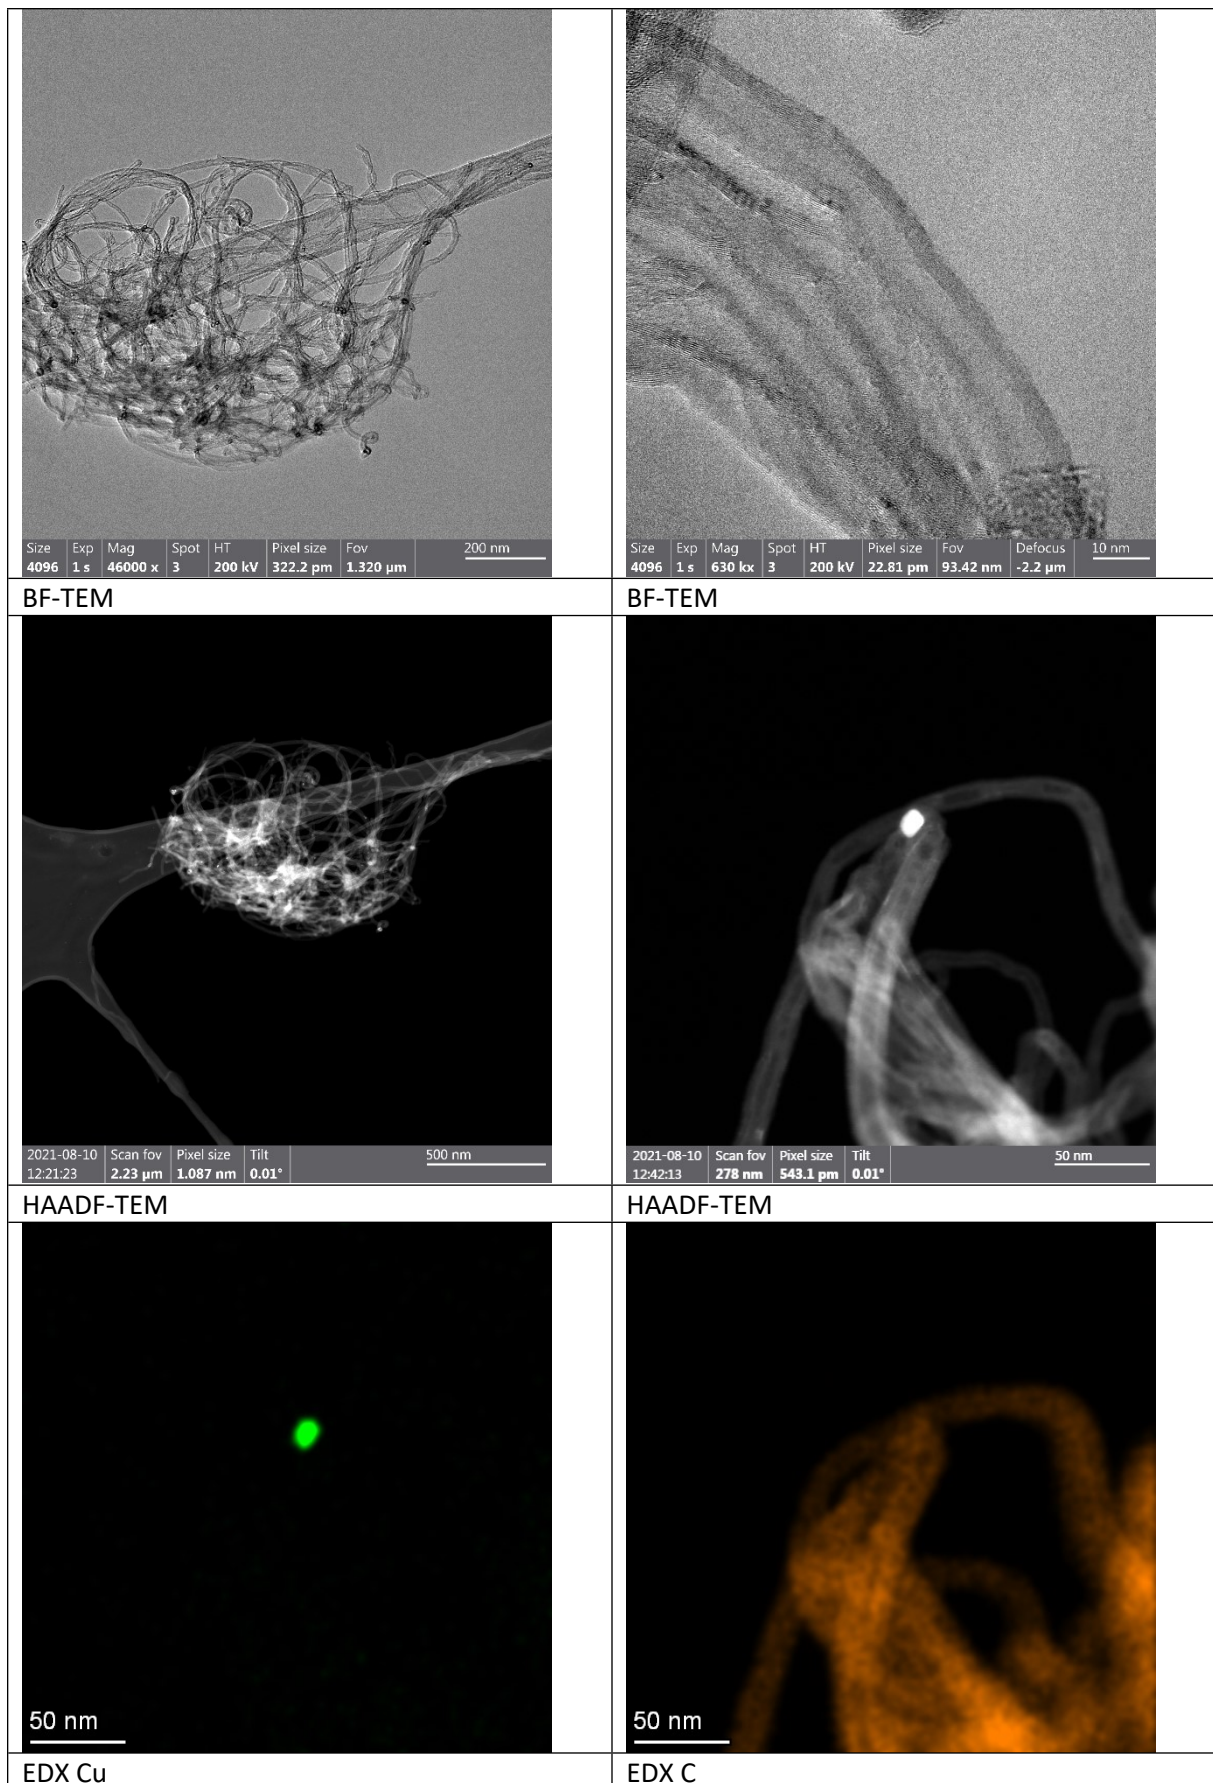 Size Exp Mag Spot HT Pixel size Fov 200 nm
4096 1 s 46000 x 3 200 kV 322.2 pm 1.320 µm
Size Exp Mag Spot HT Pixel size Fov Defocus 10 nm
4096 1 s 630 kx 3 200 kV 22.81 pm 93.42 nm -2.2 µm
BF-TEM
BF-TEM
2021-08-10 Scan fov Pixel size Tilt 500 nm
12:21:23 2.23 µm 1.087 nm 0.01°
2021-08-10 Scan fov Pixel size Tilt 50 nm
12:42:13 278 nm 543.1 pm 0.01°
HAADF-TEM
HAADF-TEM
50 nm
50 nm
EDX Cu
EDX C